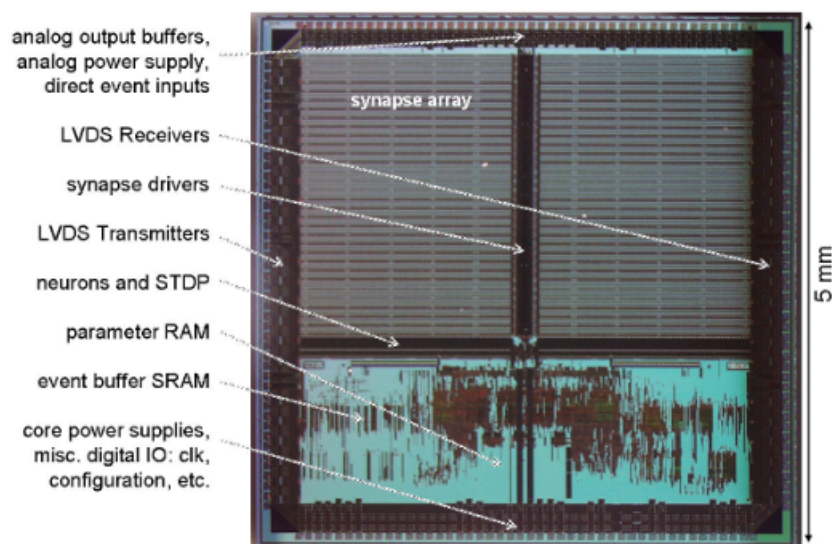 analog output buffers,
analog power supply,
direct event inputs
synapse array
LVDS Receivers
synapse drivers
LVDS Transmitters
neurons and STDP
parameter RAM
event buffer SRAM
core power supplies,
misc. digital IO: clk,
configuration, etc.
5 mm